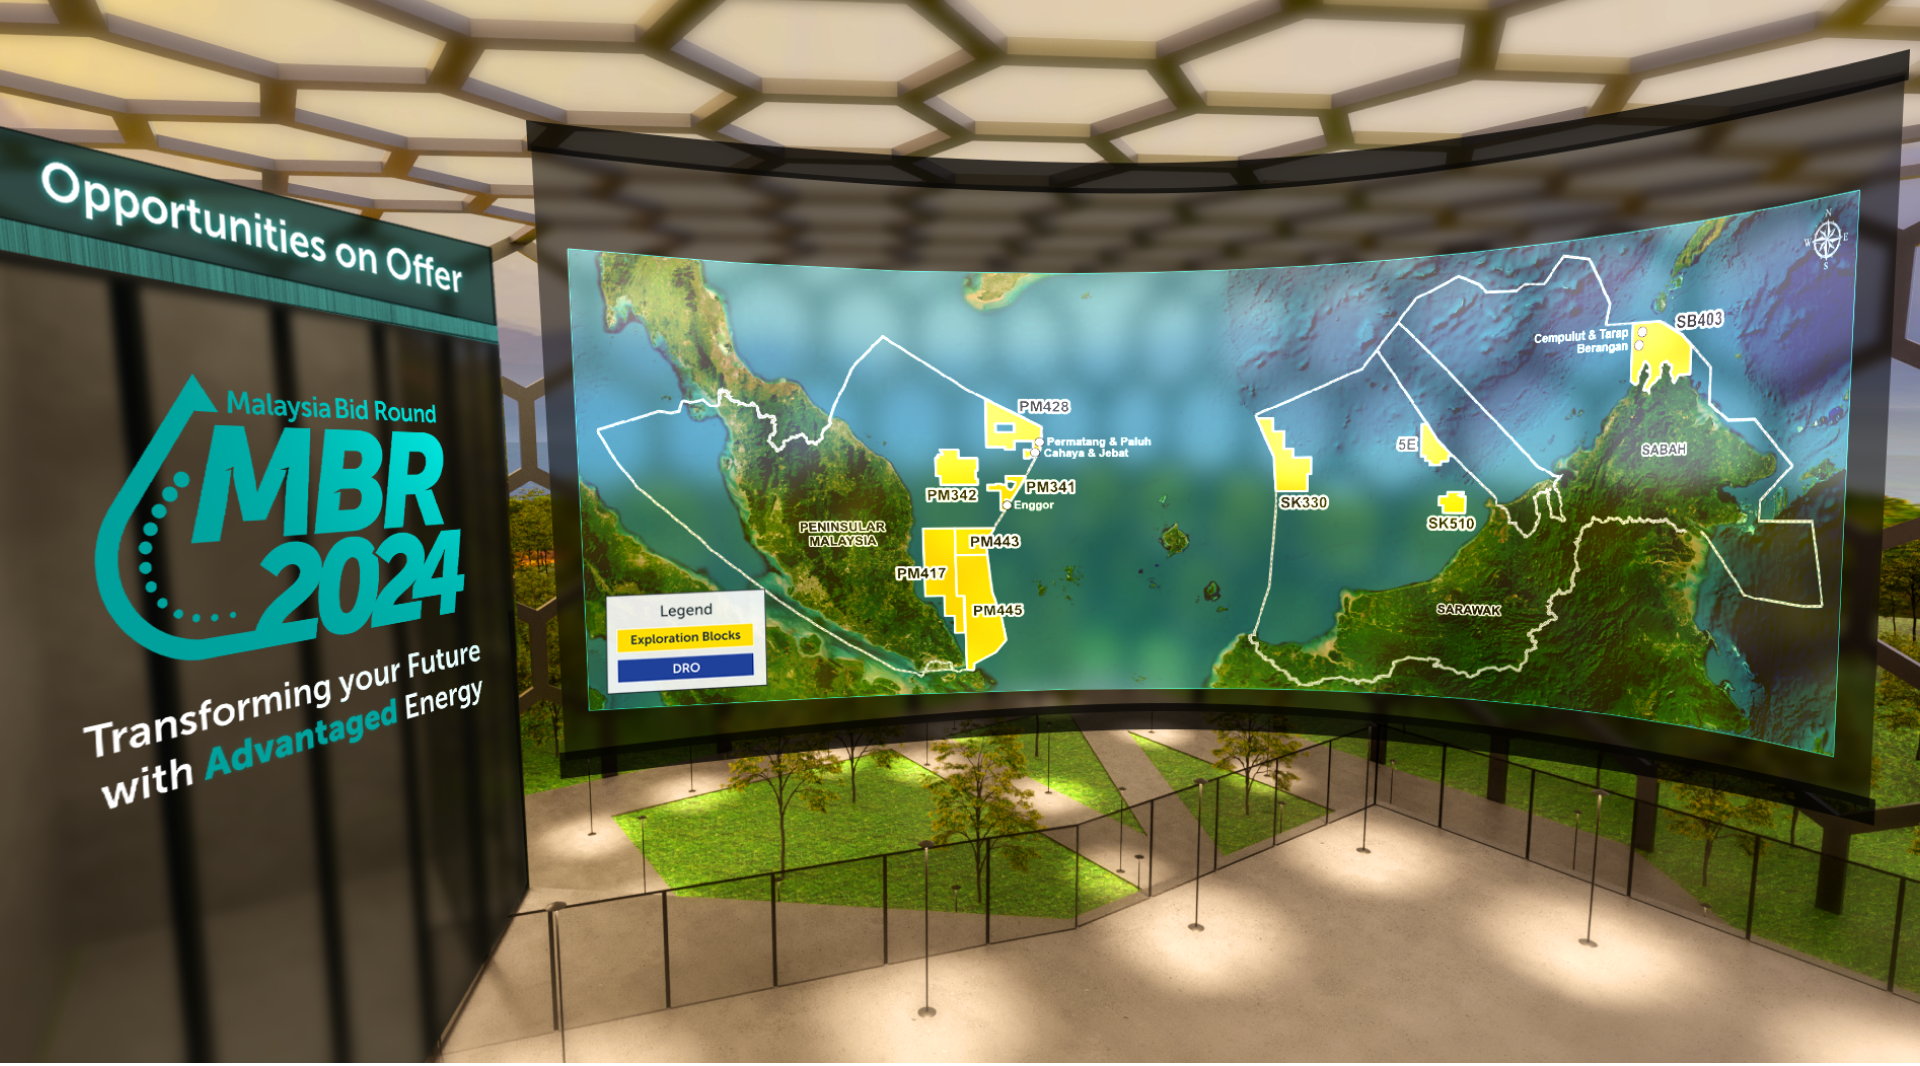 Opportunities on Offer
Malaysia Bid Round
MBR
2024
Transforming your Future
with Advantaged Energy
N
W
E
S
SB403
Cempulut & Tarap
Berangan
PM428
Permatang & Paluh
Cahaya & Jebat
5E
SABAH
PM342
PM341
Enggor
SK330
SK510
PENINSULAR
MALAYSIA
PM443
PM417
PM445
SARAWAK
Legend
Exploration Blocks
DRO